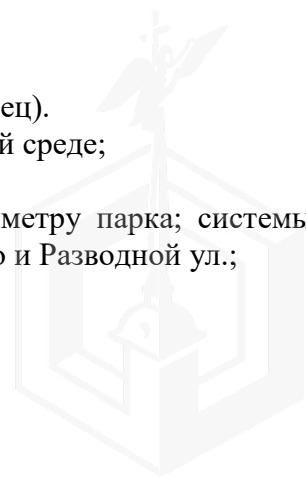 ец).
й среде;
метру парка; системы
о и Разводной ул.;